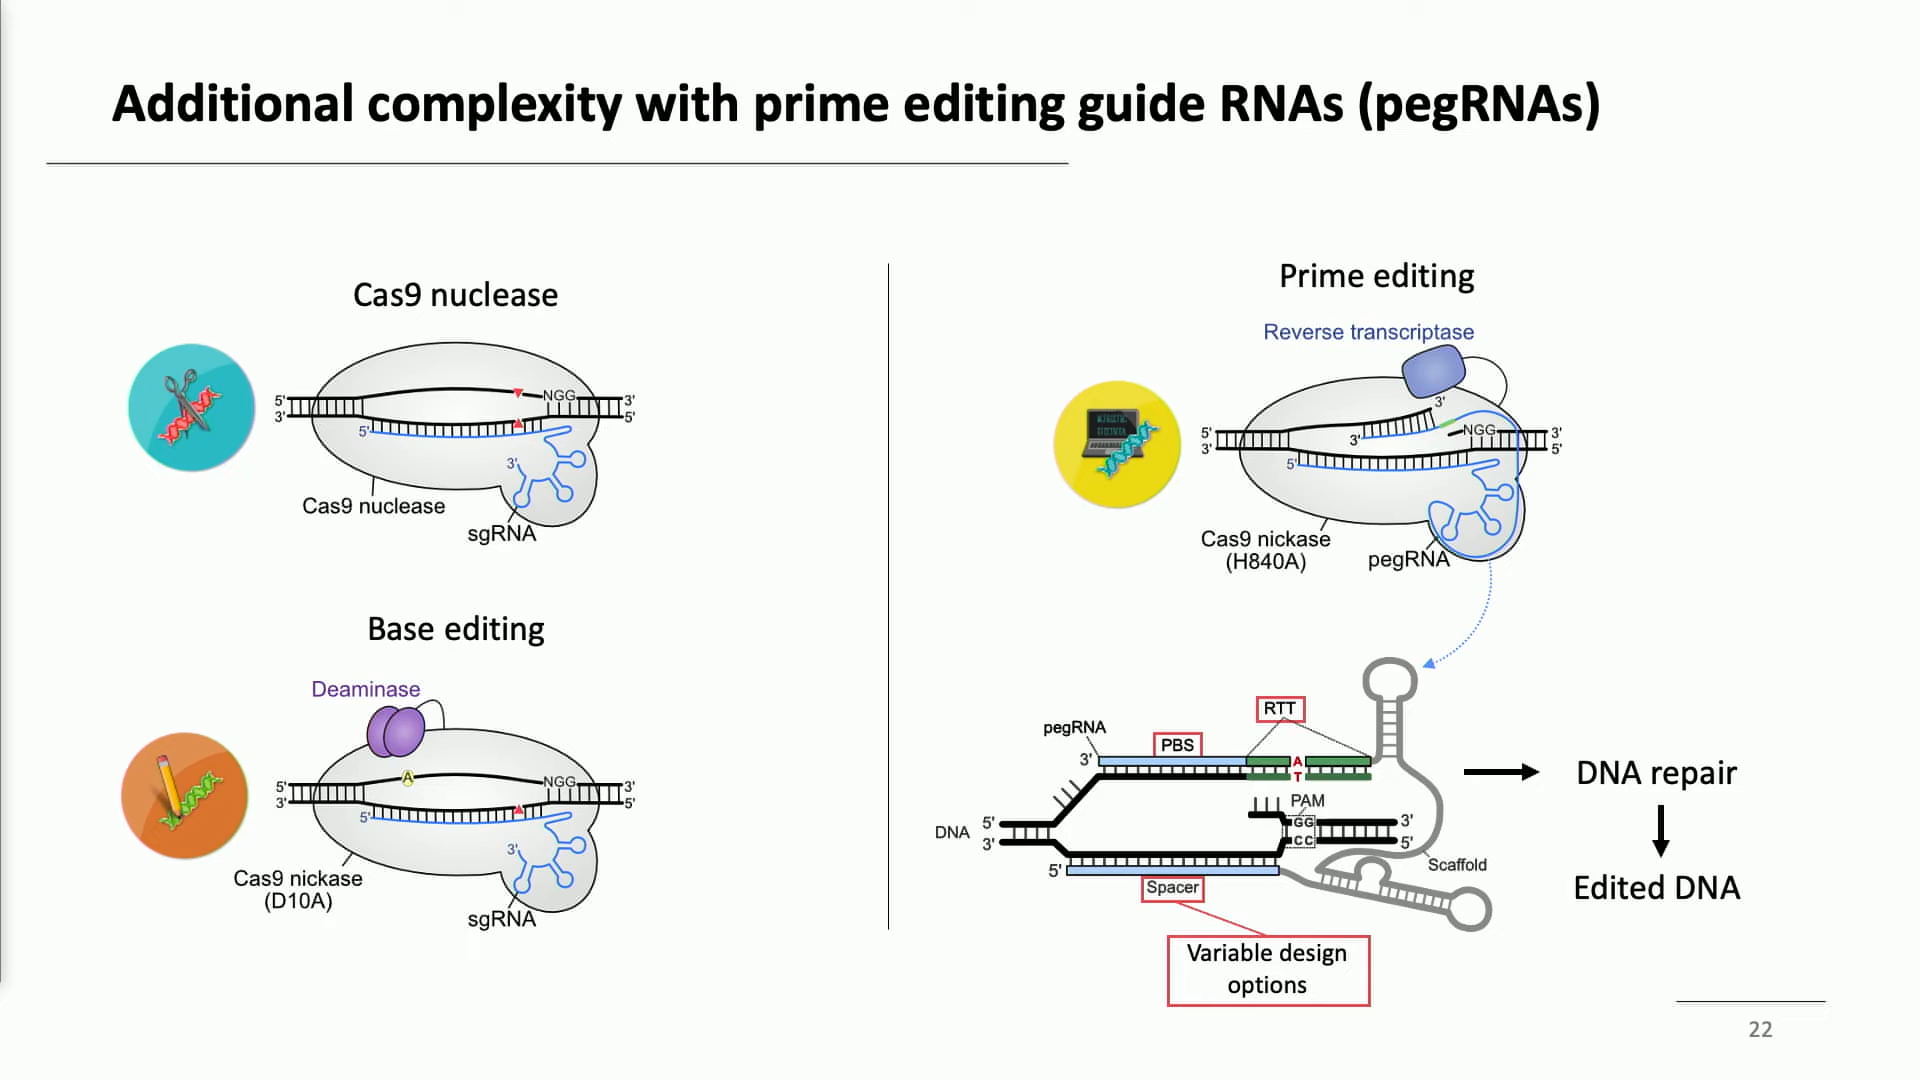 Additional complexity with prime editing guide RNAs (pegRNAs)
Cas9 nuclease
5' NGG 3'
3' 5'
5'
3'
Cas9 nuclease
sgRNA
Base editing
Deaminase
A
5' NGG 3'
3' 5'
5'
3'
Cas9 nickase
(D10A)
sgRNA
Prime editing
Reverse transcriptase
3'
5' 3' NGG 3'
3' 5'
5'
Cas9 nickase
(H840A)
pegRNA
RTT
pegRNA
PBS
3' A
T
PAM
DNA 5' GG 3'
3' CC 5'
Scaffold
5'
Spacer
Variable design
options
DNA repair
Edited DNA
22